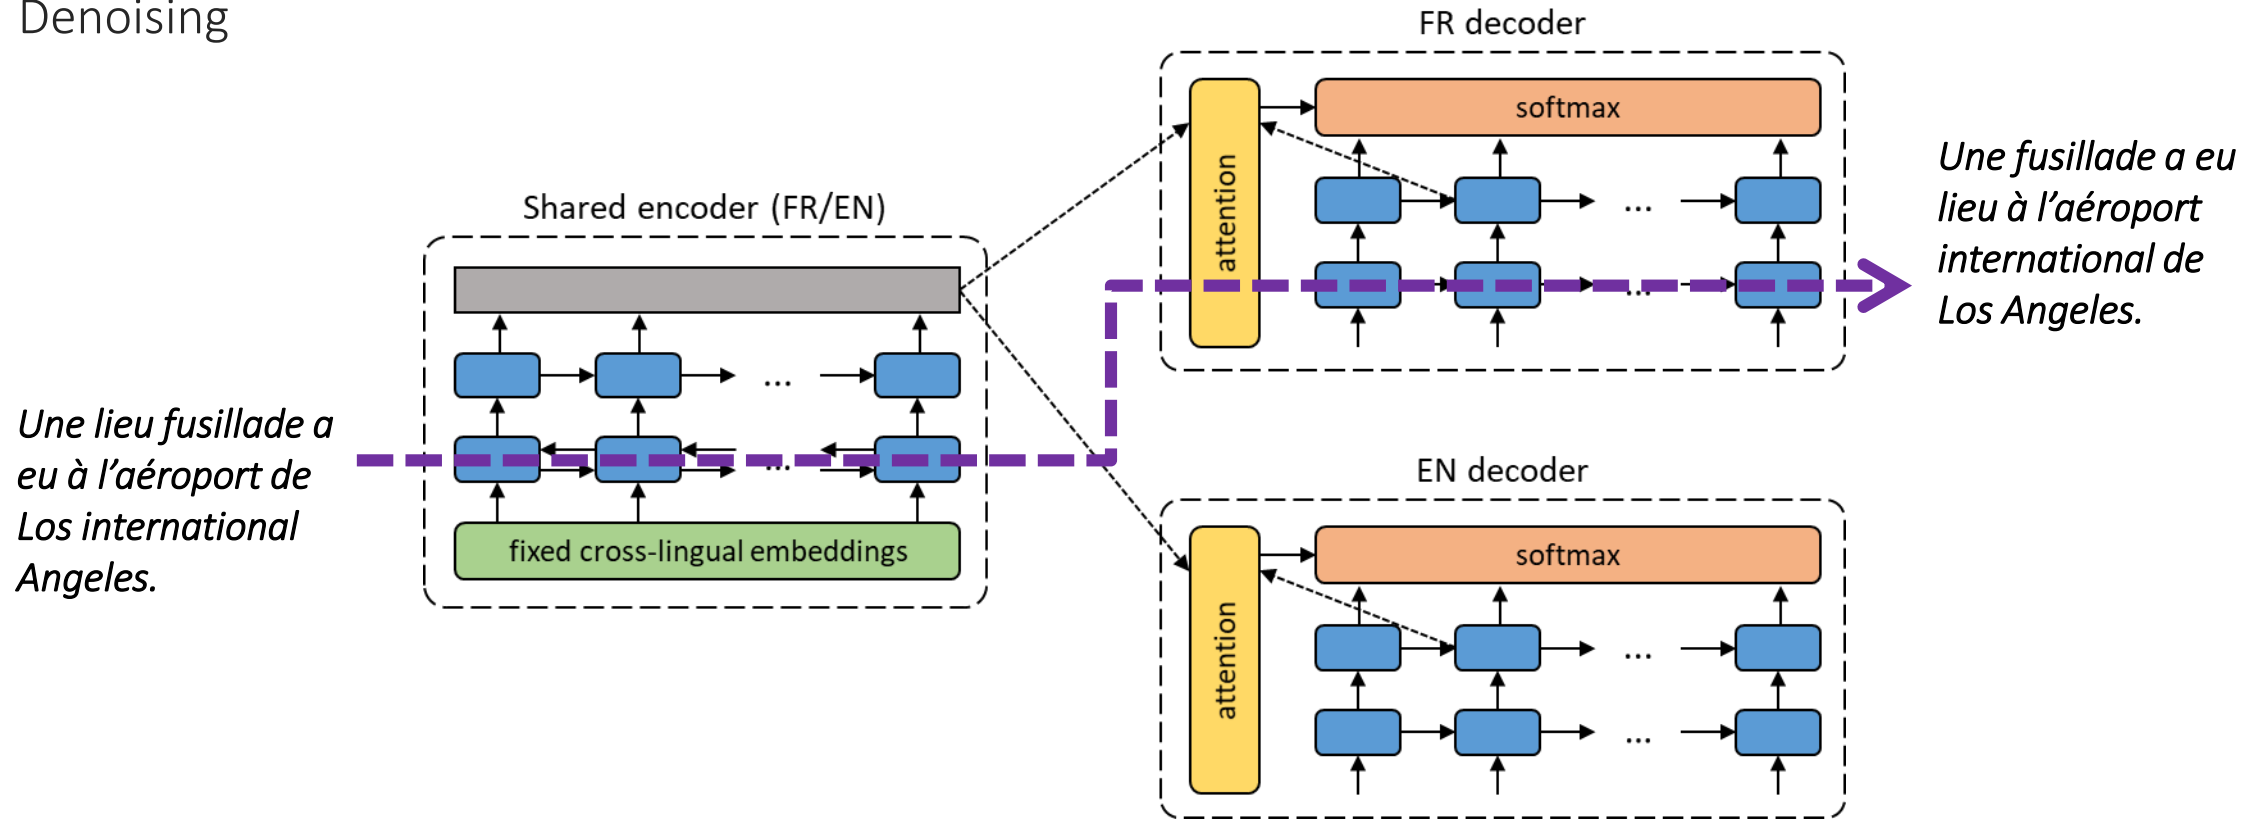 Denoising
Une lieu fusillade a
eu à l’aéroport de
Los international
Angeles.
Shared encoder (FR/EN)
...
...
fixed cross-lingual embeddings
FR decoder
attention
softmax
...
...
EN decoder
attention
softmax
...
...
Une fusillade a eu
lieu à l’aéroport
international de
Los Angeles.